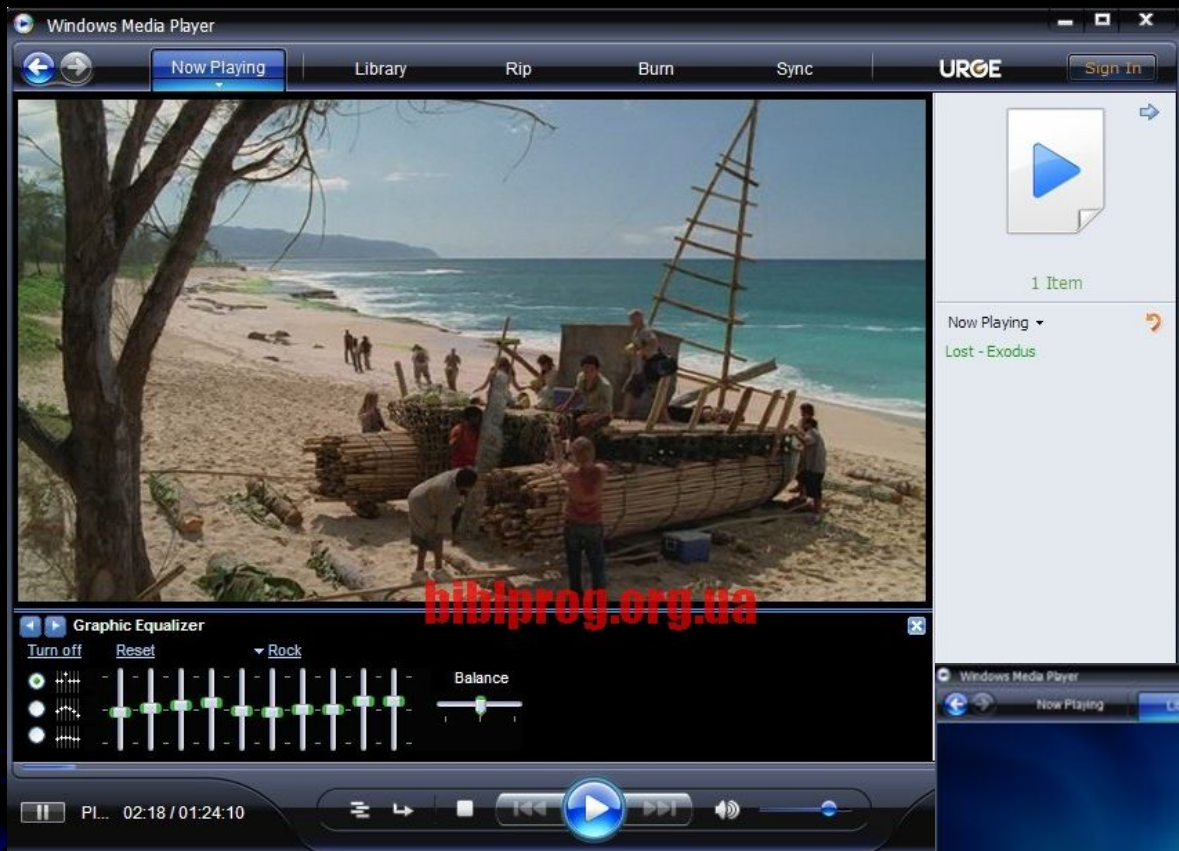 Windows Media Player
Now Playing Library Rip Burn Sync URGE Sign In
1 Item
Now Playing
Lost - Exodus
biblprog.org.ua
Graphic Equalizer
Turn off Reset Rock
Balance
Windows Media Player
Now Playing Li
Pl... 02:18 / 01:24:10